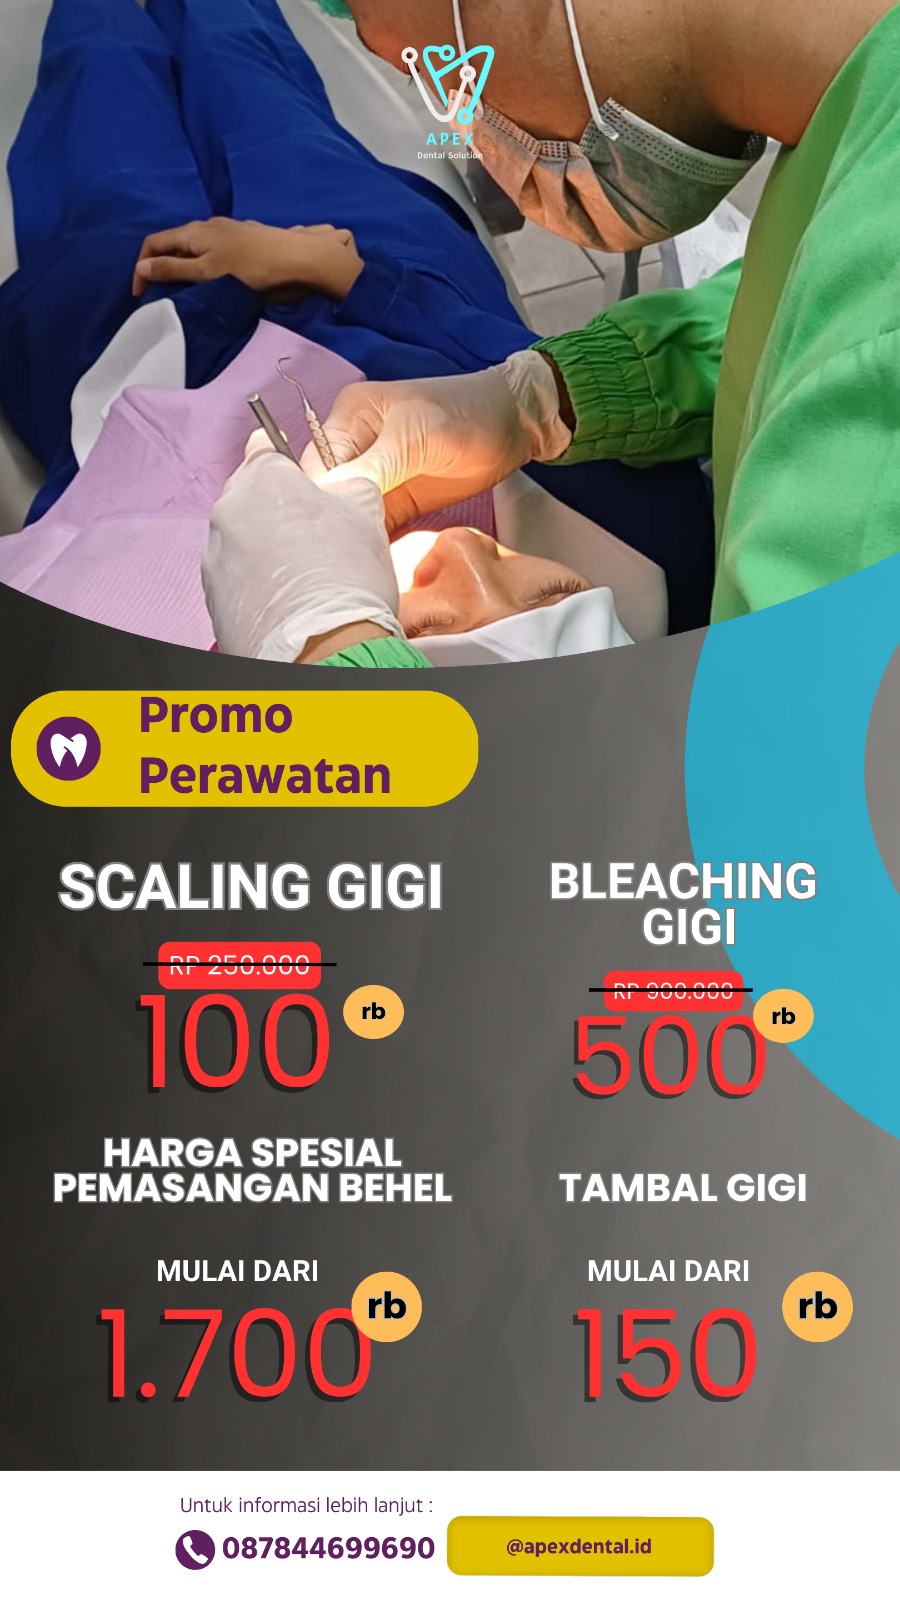 APEX
Dental Solution
Promo
Perawatan
SCALING GIGI
RP 250.000
100 rb
BLEACHING
GIGI
RP 900.000
500 rb
HARGA SPESIAL
PEMASANGAN BEHEL
MULAI DARI
1.700 rb
TAMBAL GIGI
MULAI DARI
150 rb
Untuk informasi lebih lanjut :
087844699690
@apexdental.id